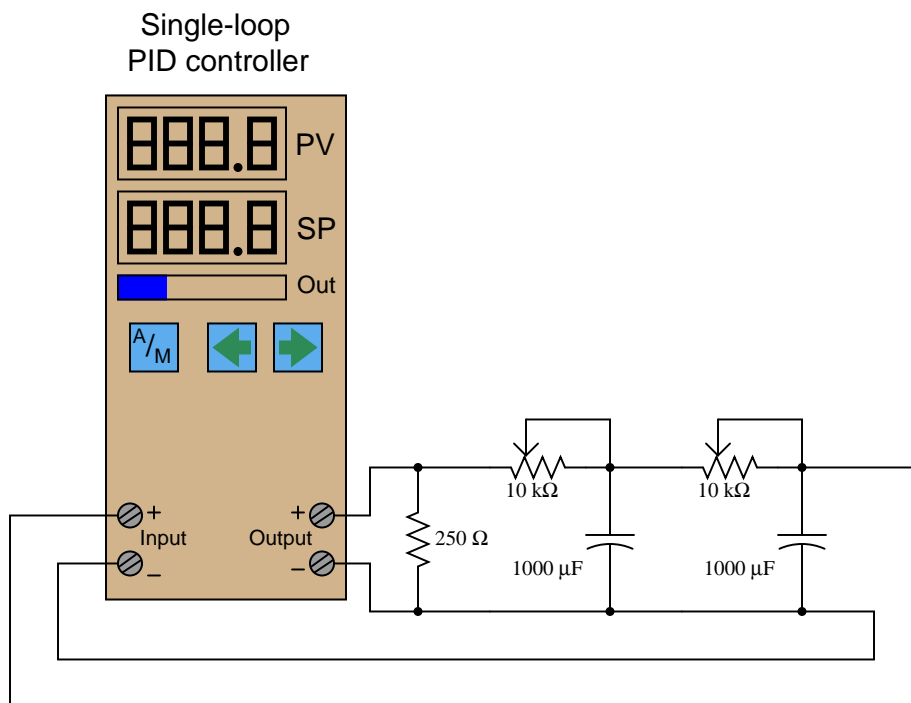 Single-loop
PID controller
888.8 PV
888.8 SP
Out
A/M
10 kΩ
10 kΩ
+
Input
−
Output
+
−
250 Ω
1000 µF
1000 µF